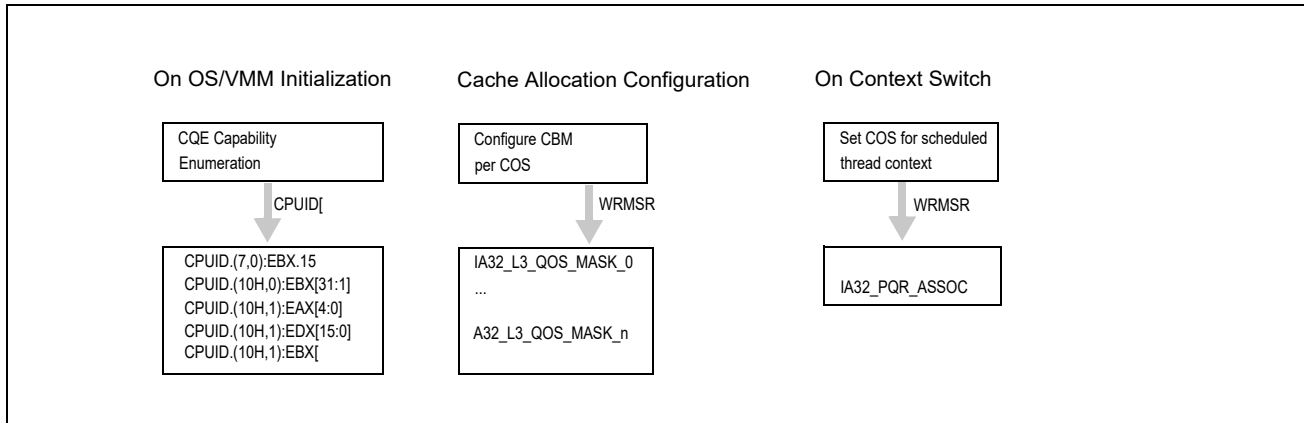 On OS/VMM Initialization
CQE Capability
Enumeration
CPUID[
CPUID.(7,0):EBX.15
CPUID.(10H,0):EBX[31:1]
CPUID.(10H,1):EAX[4:0]
CPUID.(10H,1):EDX[15:0]
CPUID.(10H,1):EBX[
Cache Allocation Configuration
Configure CBM
per COS
WRMSR
IA32_L3_QOS_MASK_0
...
A32_L3_QOS_MASK_n
On Context Switch
Set COS for scheduled
thread context
WRMSR
IA32_PQR_ASSOC